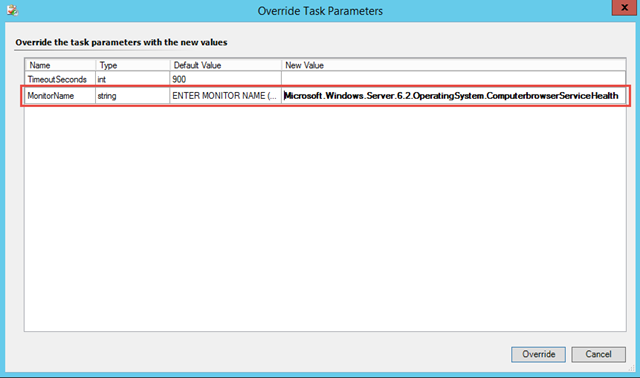 Override Task Parameters
Override the task parameters with the new values
Name Type Default Value New Value
TimeoutSeconds int 900
MonitorName string ENTER MONITOR NAME (... Microsoft.Windows.Server.6.2.OperatingSystem.ComputerbrowserServiceHealth
Override Cancel